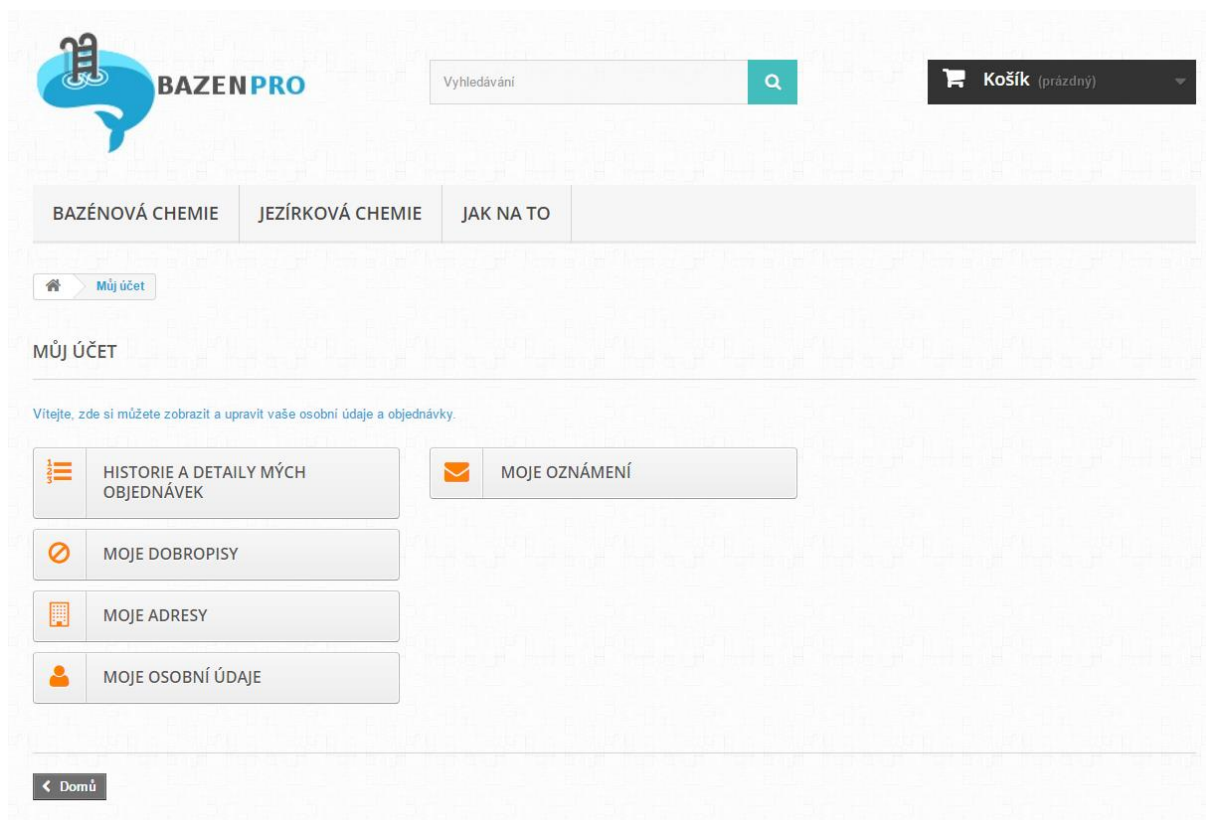 BAZENPRO
Vyhledávání
Košík (prázdný)
BAZÉNOVÁ CHEMIE
JEZÍRKOVÁ CHEMIE
JAK NA TO
Můj účet
MŮJ ÚČET
Vítejte, zde si můžete zobrazit a upravit vaše osobní údaje a objednávky.
HISTORIE A DETAILY MÝCH
OBJEDNÁVEK
MOJE OZNÁMENÍ
MOJE DOBROPISY
MOJE ADRESY
MOJE OSOBNÍ ÚDAJE
Domů